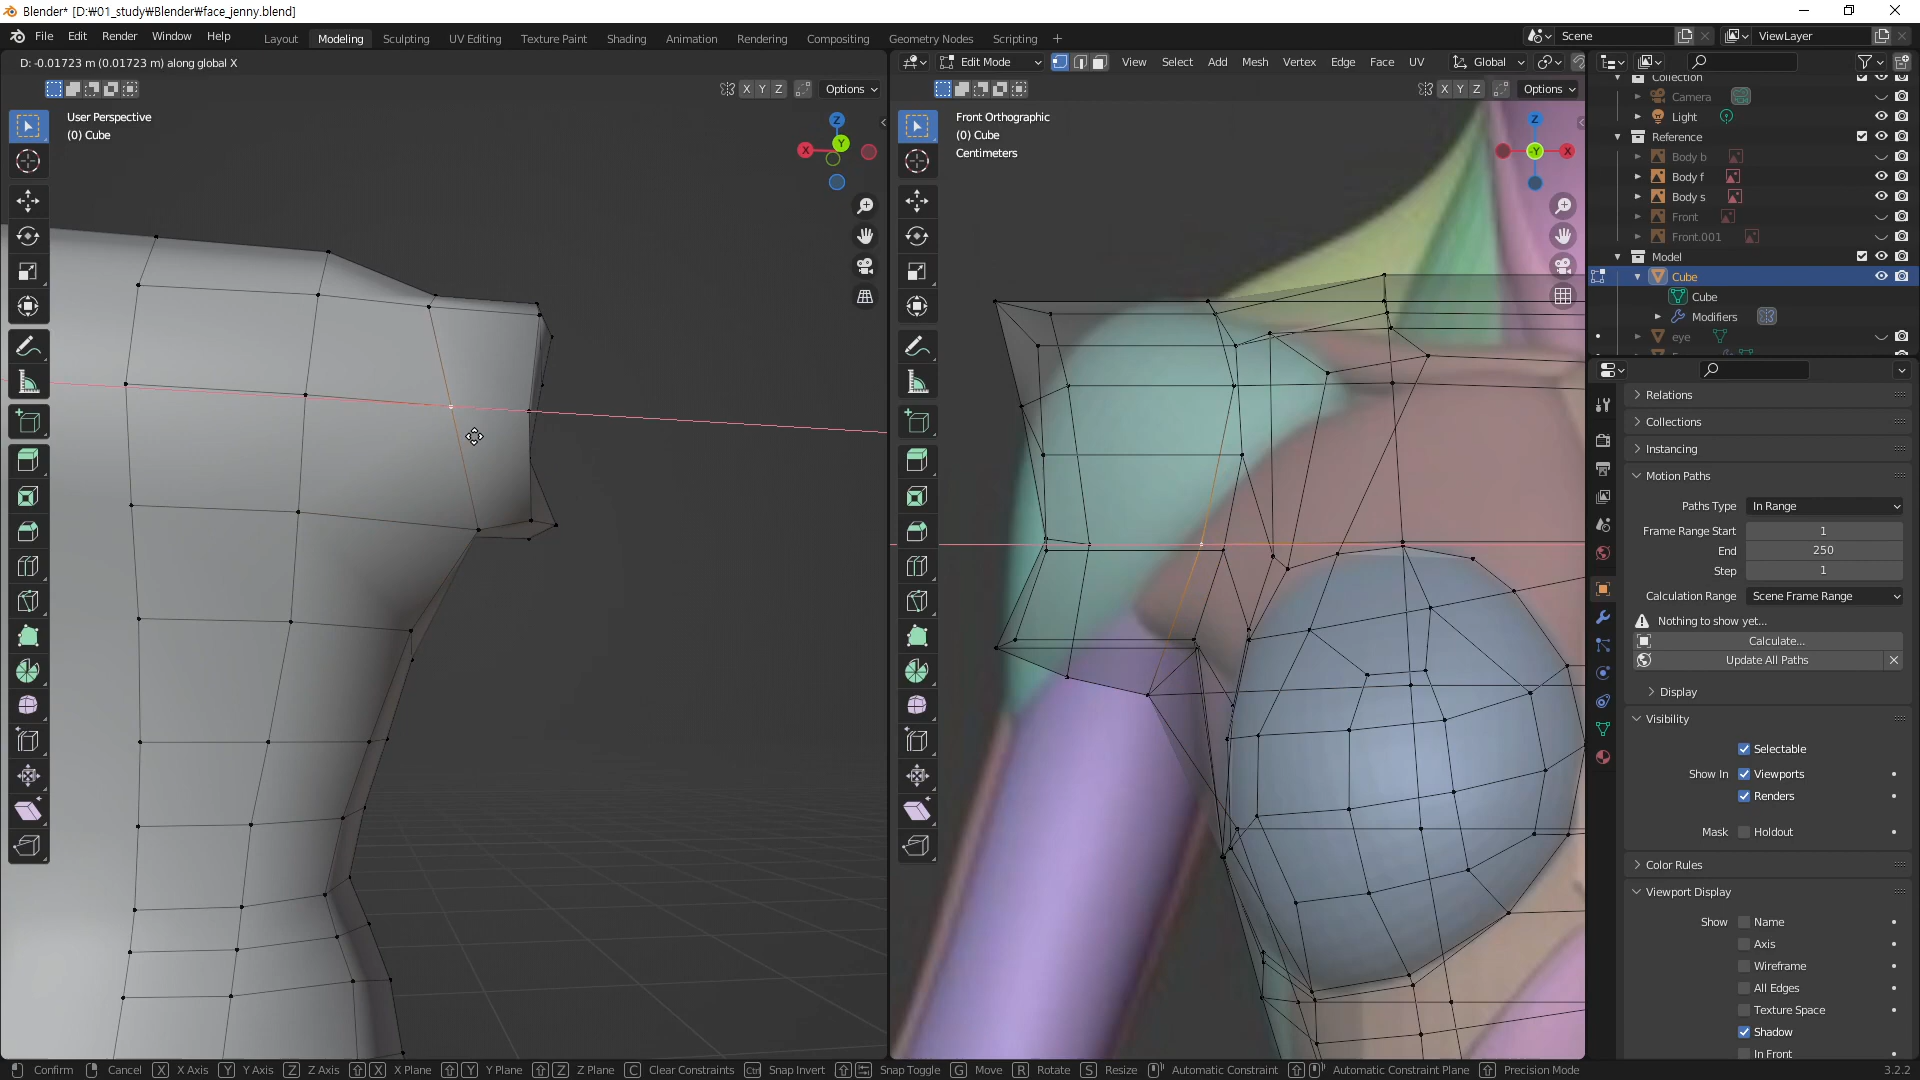 Blender* [D:₩01_study₩Blender₩face_jenny.blend]
File Edit Render Window Help
Layout Modeling Sculpting UV Editing Texture Paint Shading Animation Rendering Compositing Geometry Nodes Scripting +
Scene ViewLayer
D: -0.01723 m (0.01723 m) along global X
Edit Mode View Select Add Mesh Vertex Edge Face UV Global
X Y Z Options
X Y Z Options
User Perspective
(0) Cube
Z X Y
Front Orthographic
(0) Cube
Centimeters
Z -Y X
Collection
Camera
Light
Reference
Body b
Body f
Body s
Front
Front.001
Model
Cube
Cube
Modifiers
eye
Relations
Collections
Instancing
Motion Paths
Paths Type In Range
Frame Range Start 1
End 250
Step 1
Calculation Range Scene Frame Range
Nothing to show yet...
Calculate...
Update All Paths
Display
Visibility
Selectable
Show In Viewports
Renders
Mask Holdout
Color Rules
Viewport Display
Show Name
Axis
Wireframe
All Edges
Texture Space
Shadow
In Front
Confirm Cancel X X Axis Y Y Axis Z Z Axis X X Plane Y Y Plane Z Z Plane C Clear Constraints Ctrl Snap Invert Snap Toggle G Move R Rotate S Resize Automatic Constraint Automatic Constraint Plane Precision Mode 3.2.2